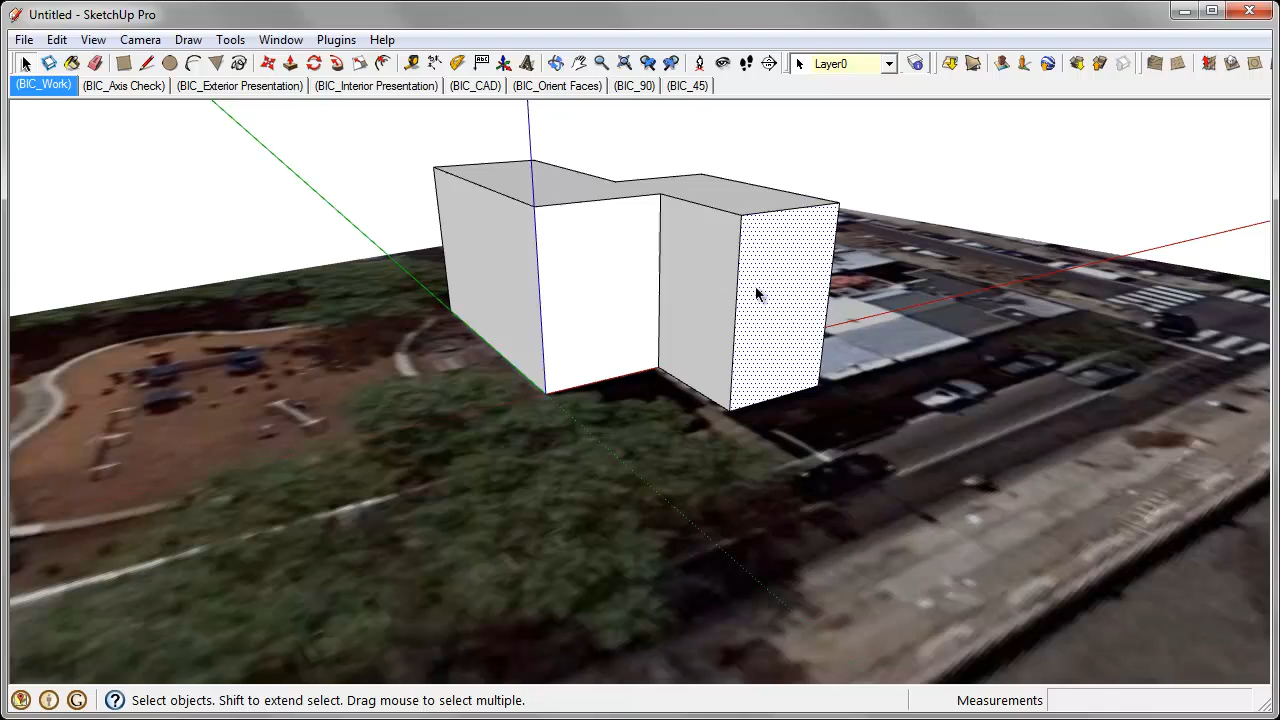 Untitled - SketchUp Pro
File Edit View Camera Draw Tools Window Plugins Help
Layer0
(BIC_Work) (BIC_Axis Check) (BIC_Exterior Presentation) (BIC_Interior Presentation) (BIC_CAD) (BIC_Orient Faces) (BIC_90) (BIC_45)
Select objects. Shift to extend select. Drag mouse to select multiple. Measurements